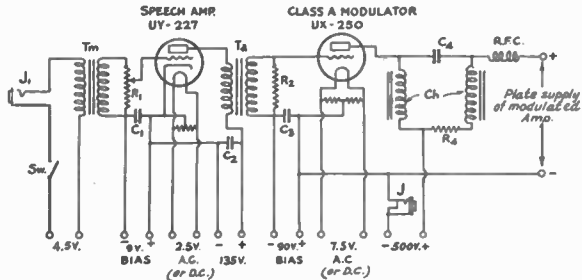 SPEECH AMP.
UY-227
CLASS A MODULATOR
UX-250
J1
Tm
R1
C1
T2
C2
R2
C3
C4
R.F.C.
+
Ch
R4
Plate supply
of modulated
Amp.
-
Sw.
J
4.5V.
- 9V. +
BIAS
2.5V.
A.C.
(or D.C.)
- +
135V.
- 90V. +
BIAS
7.5V.
A.C
(or D.C.)
- 500V. +